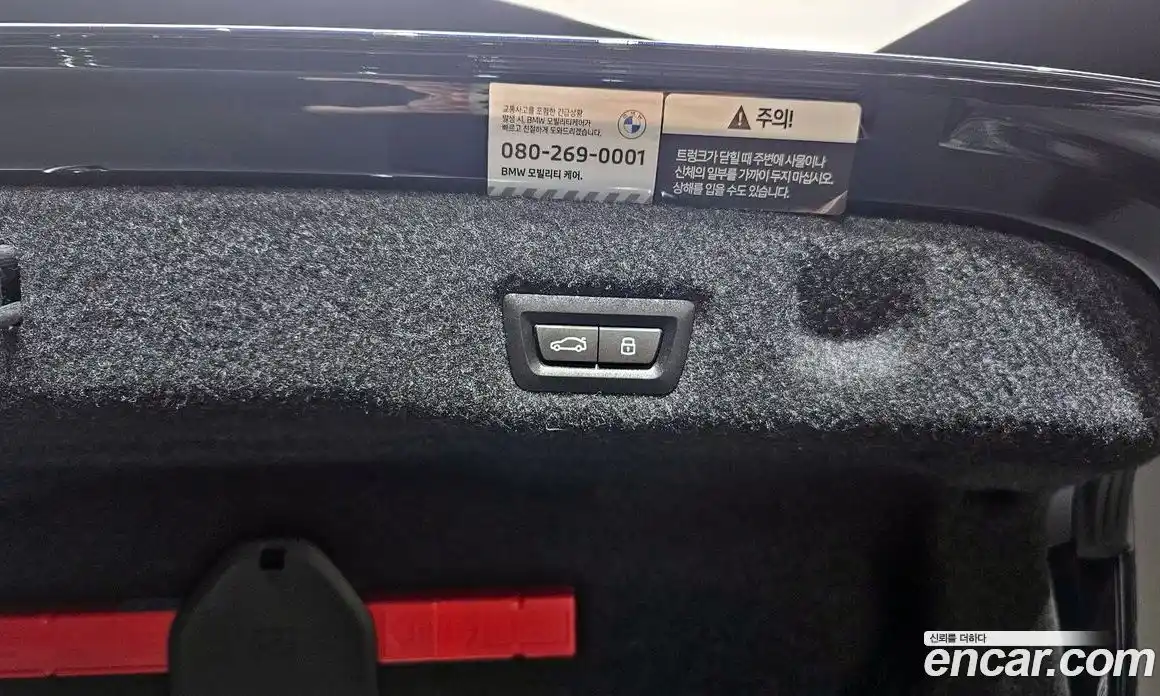 교통사고를 포함한 긴급상황
발생 시, BMW 모빌리티케어가
빠르고 친절하게 도와드리겠습니다.
080-269-0001
BMW 모빌리티 케어.
BMW
주의!
트렁크가 닫힐 때 주변에 사물이나
신체의 일부를 가까이 두지 마십시오.
상해를 입을 수도 있습니다.
신뢰를 더하다
encar.com